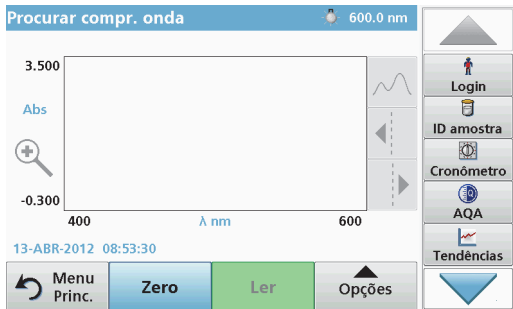 Procurar compr. onda
600.0 nm
3.500
Abs
-0.300
400
λ nm
600
13-ABR-2012 08:53:30
Menu
Princ.
Zero
Ler
Opções
Login
ID amostra
Cronômetro
AQA
Tendências